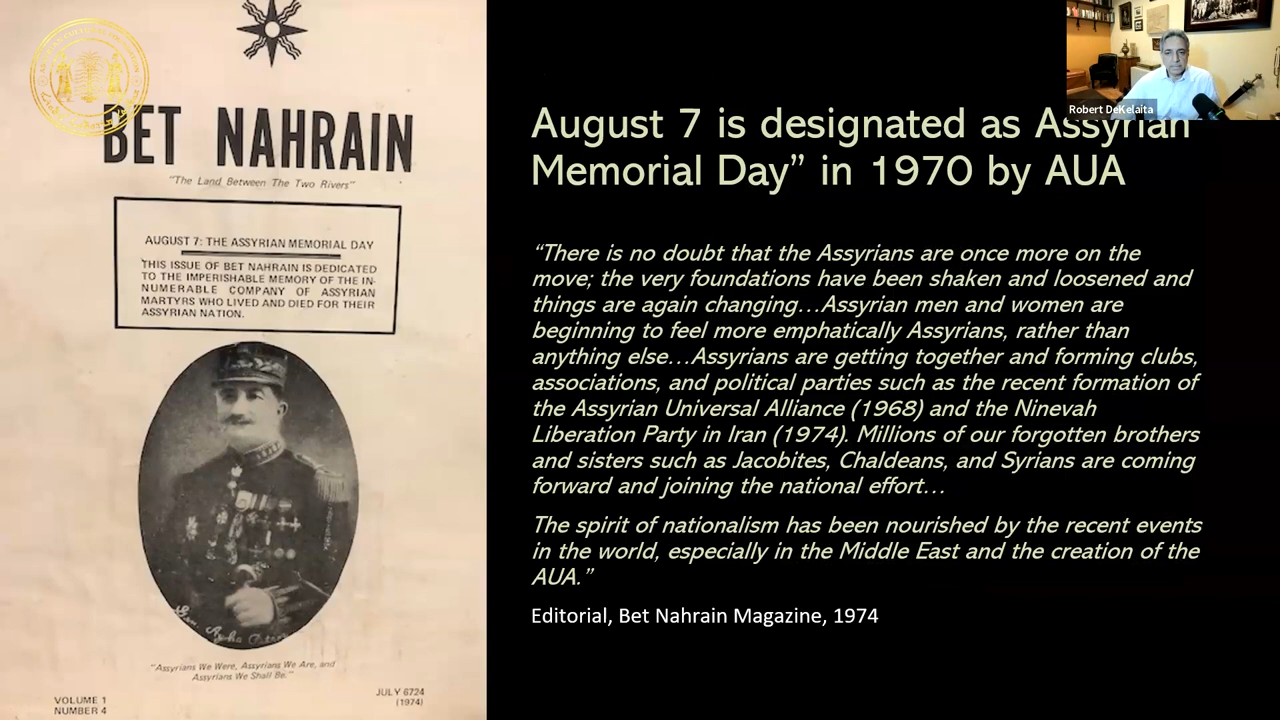 BET NAHRAIN
"The Land Between The Two Rivers"
AUGUST 7: THE ASSYRIAN MEMORIAL DAY
THIS ISSUE OF BET NAHRAIN IS DEDICATED
TO THE IMPERISHABLE MEMORY OF THE IN-
NUMERABLE COMPANY OF ASSYRIAN
MARTYRS WHO LIVED AND DIED FOR THEIR
ASSYRIAN NATION.
Gen.
"Assyrians We Were, Assyrians We Are, and
Assyrians We Shall Be."
VOLUME 1
NUMBER 4
JULY 6724
(1974)
Robert DeKelaita
August 7 is designated as Assyrian
Memorial Day” in 1970 by AUA
“There is no doubt that the Assyrians are once more on the
move; the very foundations have been shaken and loosened and
things are again changing…Assyrian men and women are
beginning to feel more emphatically Assyrians, rather than
anything else…Assyrians are getting together and forming clubs,
associations, and political parties such as the recent formation of
the Assyrian Universal Alliance (1968) and the Ninevah
Liberation Party in Iran (1974). Millions of our forgotten brothers
and sisters such as Jacobites, Chaldeans, and Syrians are coming
forward and joining the national effort…
The spirit of nationalism has been nourished by the recent events
in the world, especially in the Middle East and the creation of the
AUA.”
Editorial, Bet Nahrain Magazine, 1974